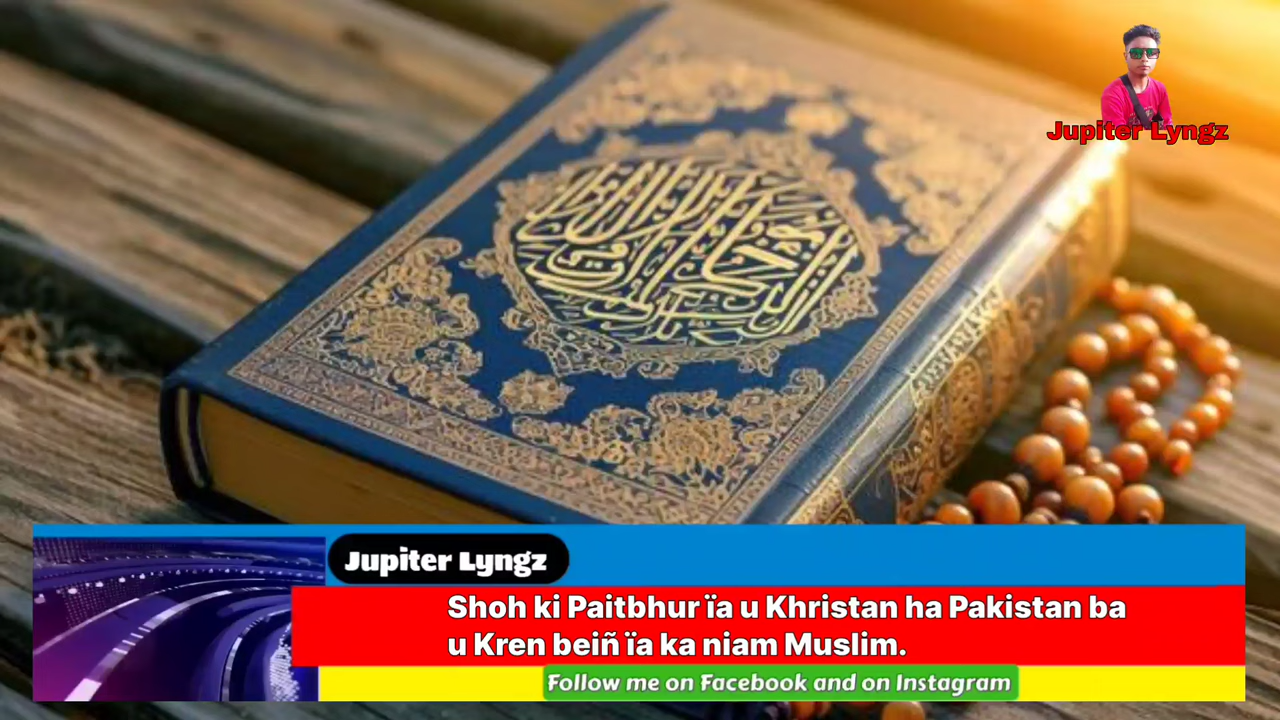 Jupiter Lyngz
Jupiter Lyngz
Shoh ki Paitbhur ïa u Khristan ha Pakistan ba
u Kren beiñ ïa ka niam Muslim.
Follow me on Facebook and on Instagram